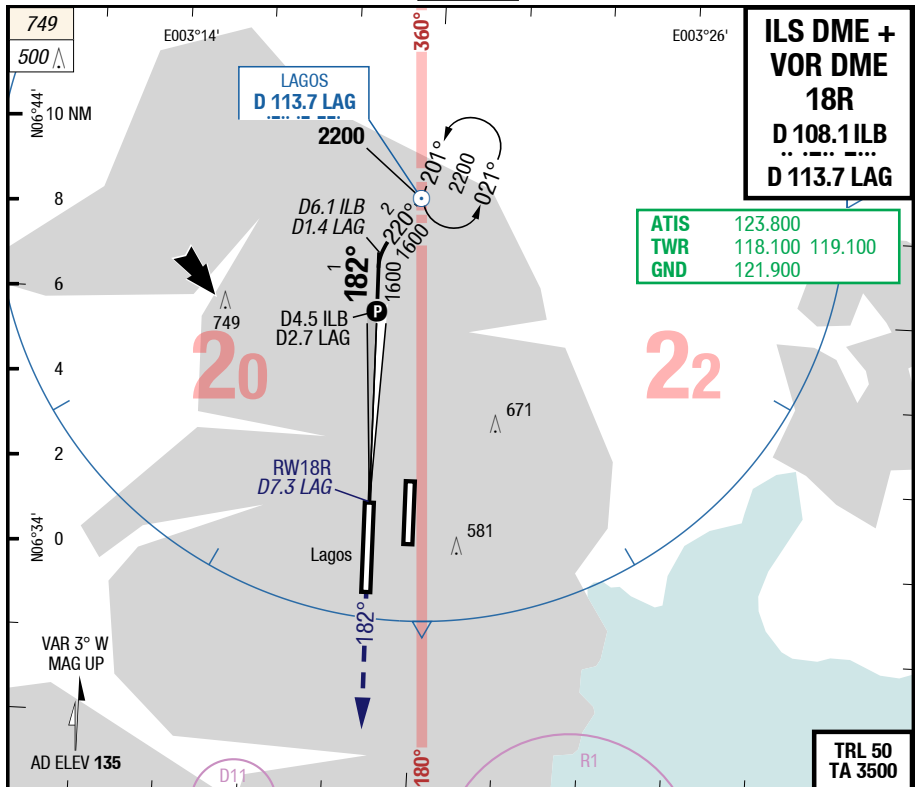 749
500
E003°14'
360°
E003°26'
ILS DME +
VOR DME
18R
D 108.1 ILB
D 113.7 LAG
N06°44'
10 NM
LAGOS
D 113.7 LAG
2200
201°
2200
021°
8
D6.1 ILB
D1.4 LAG
2
220°
1600
ATIS 123.800
TWR 118.100 119.100
GND 121.900
1
182°
1600
6
749
P
D4.5 ILB
D2.7 LAG
20
22
4
671
2
RW18R
D7.3 LAG
N06°34'
0
581
Lagos
182°
VAR 3° W
MAG UP
AD ELEV 135
D11
180°
R1
TRL 50
TA 3500